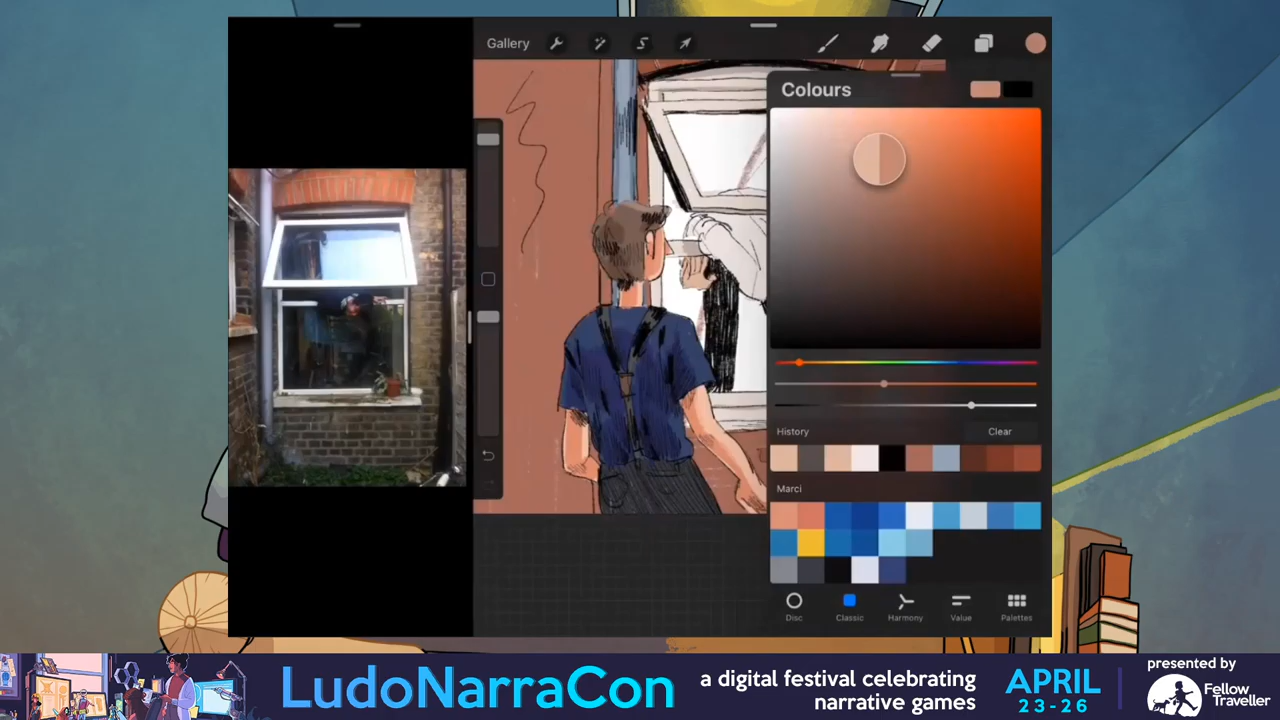 Gallery
Colours
History
Clear
Marci
Disc
Classic
Harmony
Value
Palettes
LudoNarraCon
a digital festival celebrating
narrative games
APRIL
23-26
presented by
Fellow
Traveller